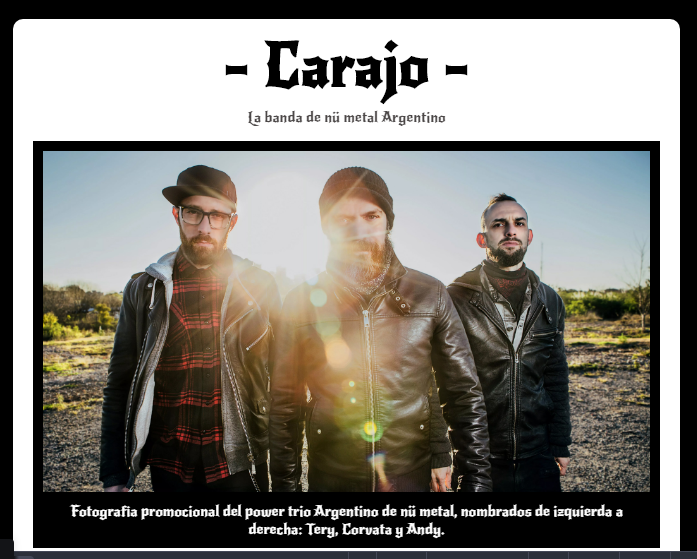 - Carajo -
La banda de nü metal Argentino
Fotografia promocional del power trio Argentino de nü metal, nombrados de izquierda a
derecha: Tery, Corvata y Andy.